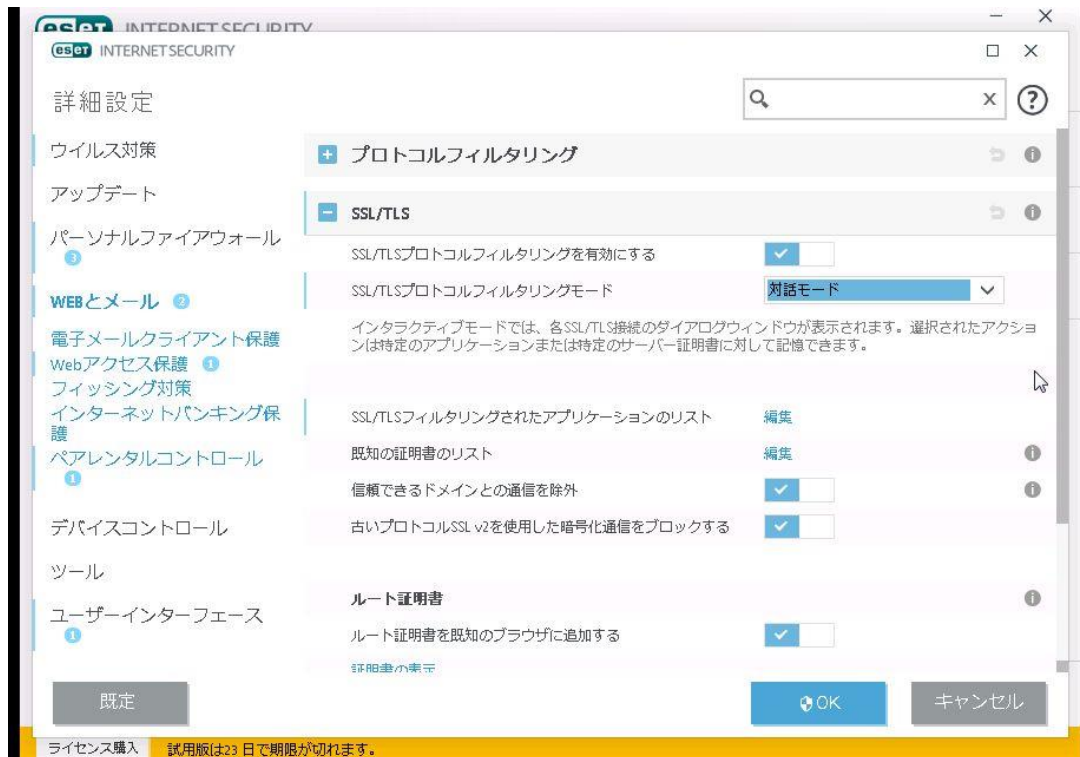 eset INTERNET SECURITY
eset INTERNET SECURITY
詳細設定
ウイルス対策
アップデート
パーソナルファイアウォール
3
WEBとメール 2
電子メールクライアント保護
Webアクセス保護 1
フィッシング対策
インターネットバンキング保
護
ペアレンタルコントロール
1
デバイスコントロール
ツール
ユーザーインターフェース
1
プロトコルフィルタリング
SSL/TLS
SSL/TLSプロトコルフィルタリングを有効にする
SSL/TLSプロトコルフィルタリングモード 対話モード
インタラクティブモードでは、各SSL/TLS接続のダイアログウィンドウが表示されます。選択されたアクショ
ンは特定のアプリケーションまたは特定のサーバー証明書に対して記憶できます。
SSL/TLSフィルタリングされたアプリケーションのリスト 編集
既知の証明書のリスト 編集
信頼できるドメインとの通信を除外
古いプロトコルSSL v2を使用した暗号化通信をブロックする
ルート証明書
ルート証明書を既知のブラウザに追加する
証明書の表示
既定
OK
キャンセル
ライセンス購入 試用版は23 日で期限が切れます。